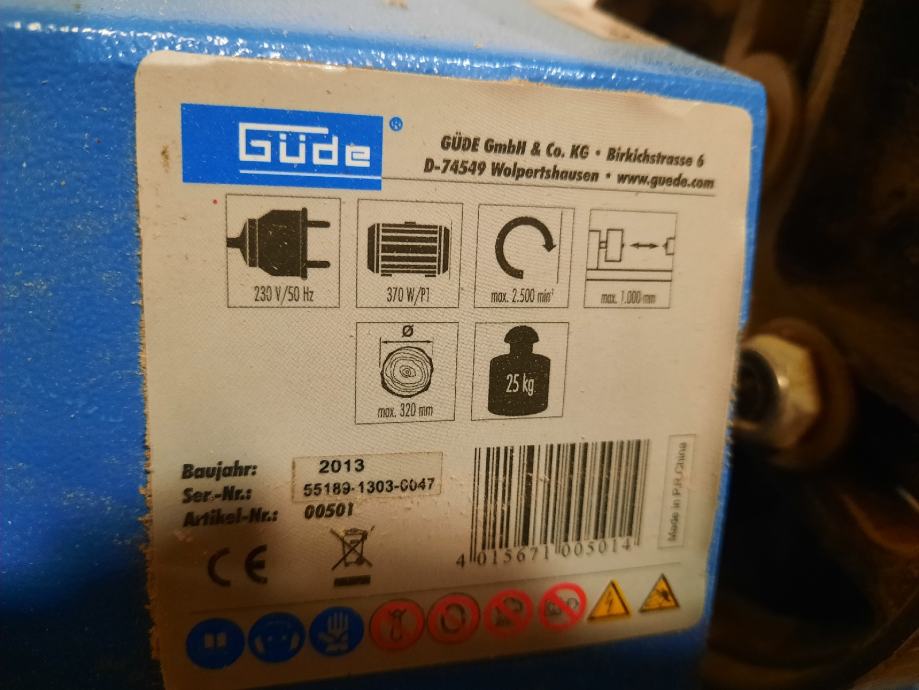 Güde®
GÜDE GmbH & Co. KG • Birkichstrasse 6
D-74549 Wolpertshausen • www.guede.com
230 V/50 Hz
370 W/P1
max. 2.500 min⁻¹
max. 1.000 mm
Ø
max. 320 mm
25 kg
Baujahr: 2013
Ser.-Nr.: 55189-1303-0047
Artikel-Nr.: 00501
4 015671 005014
Made in P.R.China
CE